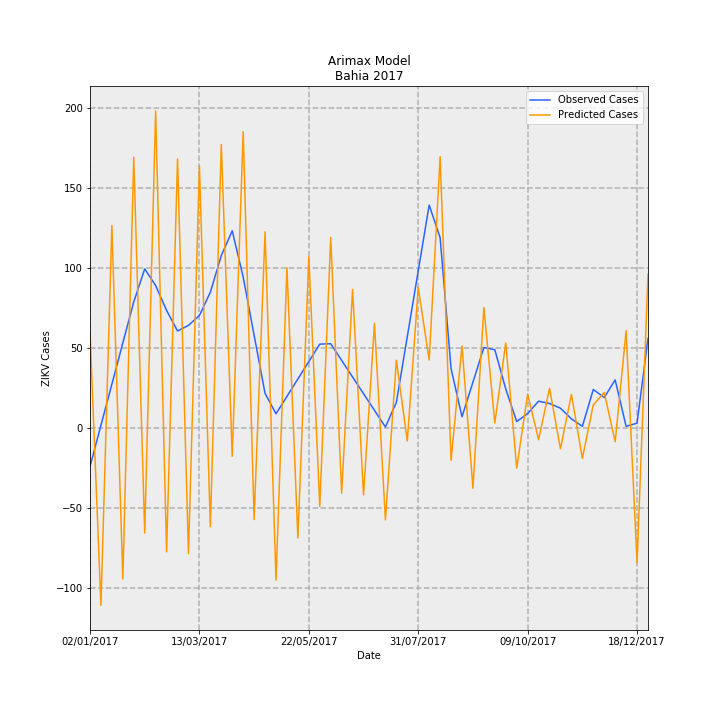 Arimax Model
Bahia 2017
Observed Cases
Predicted Cases
200
150
100
50
0
−50
−100
ZIKV Cases
02/01/2017 13/03/2017 22/05/2017 31/07/2017 09/10/2017 18/12/2017
Date